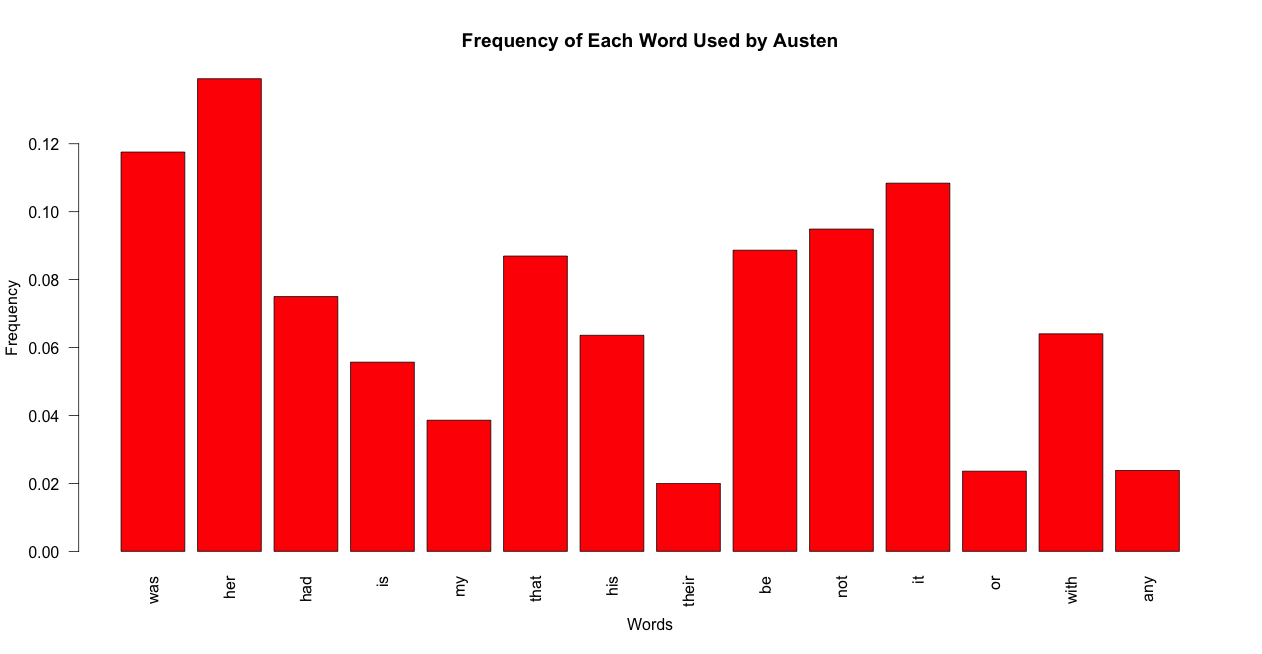 Frequency of Each Word Used by Austen
Frequency
0.12
0.10
0.08
0.06
0.04
0.02
0.00
was
her
had
is
my
that
his
their
be
not
it
or
with
any
Words